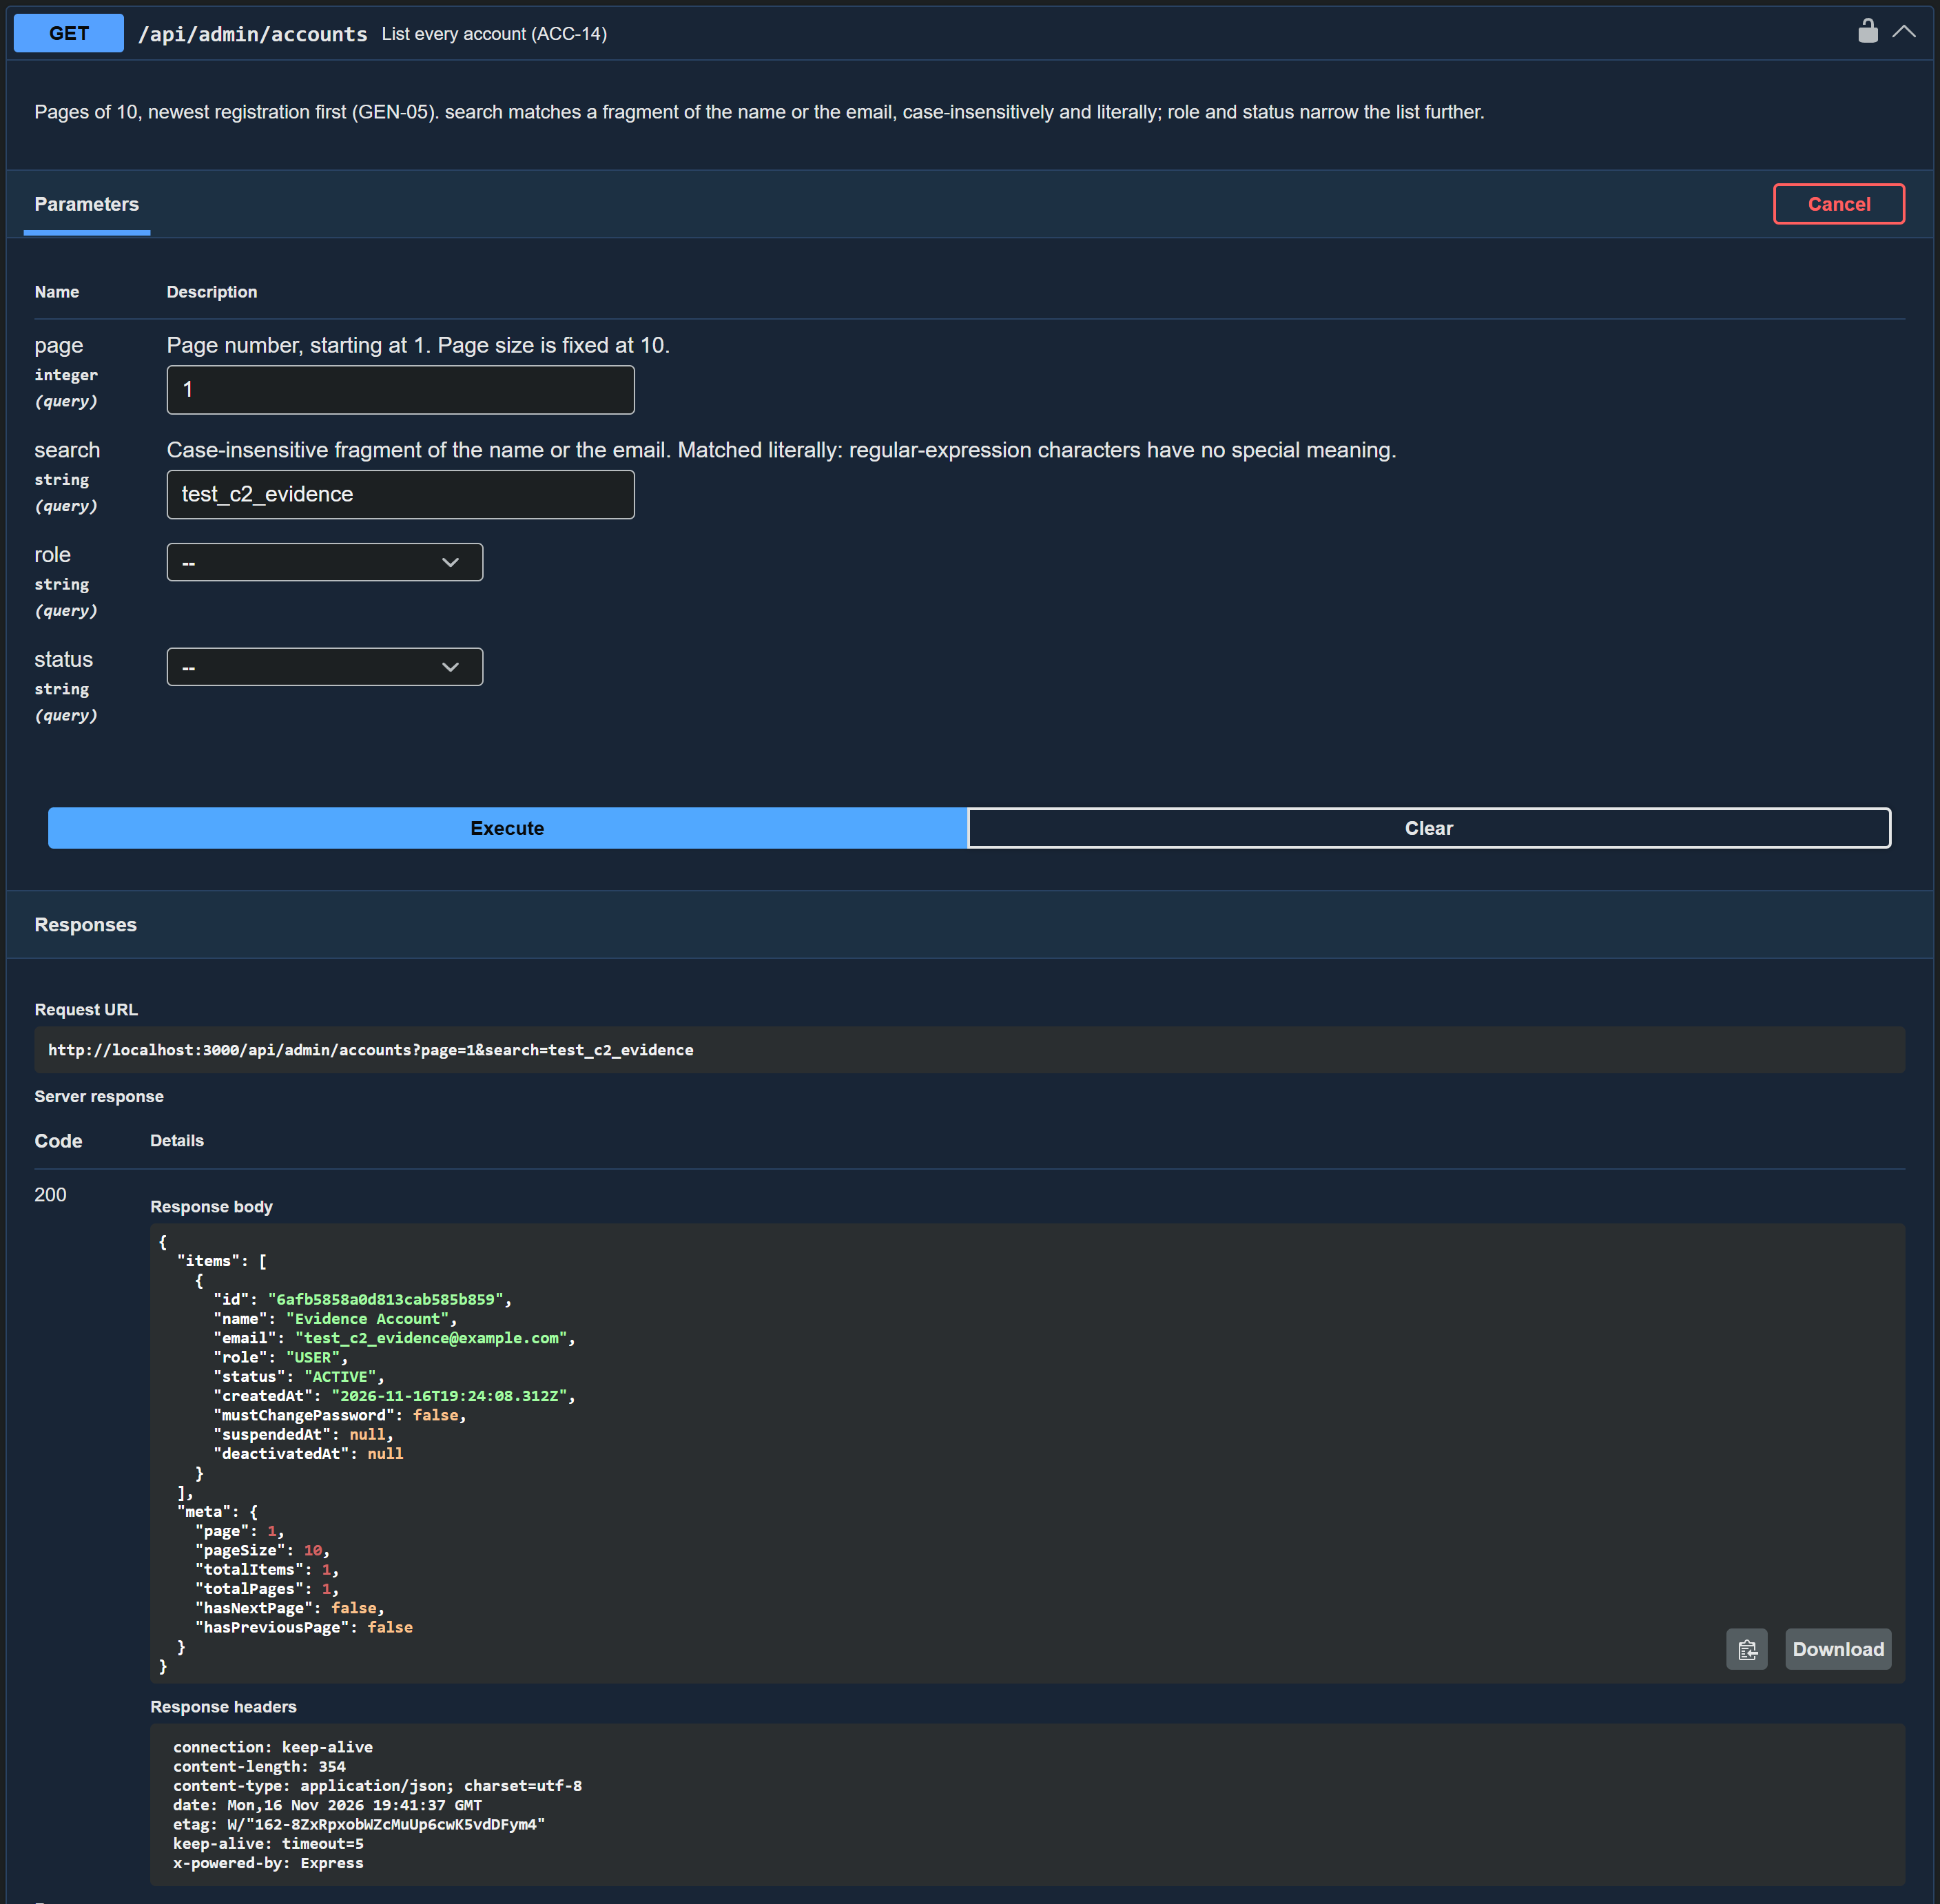 GET /api/admin/accounts List every account (ACC-14)
Pages of 10, newest registration first (GEN-05). search matches a fragment of the name or the email, case-insensitively and literally; role and status narrow the list further.
Parameters
Cancel
Name Description
page Page number, starting at 1. Page size is fixed at 10.
integer
(query)
1
search Case-insensitive fragment of the name or the email. Matched literally: regular-expression characters have no special meaning.
string
(query)
test_c2_evidence
role
string
(query)
--
status
string
(query)
--
Execute Clear
Responses
Request URL
http://localhost:3000/api/admin/accounts?page=1&search=test_c2_evidence
Server response
Code Details
200
Response body
{
"items": [
{
"id": "6afb5858a0d813cab585b859",
"name": "Evidence Account",
"email": "test_c2_evidence@example.com",
"role": "USER",
"status": "ACTIVE",
"createdAt": "2026-11-16T19:24:08.312Z",
"mustChangePassword": false,
"suspendedAt": null,
"deactivatedAt": null
}
],
"meta": {
"page": 1,
"pageSize": 10,
"totalItems": 1,
"totalPages": 1,
"hasNextPage": false,
"hasPreviousPage": false
}
}
Download
Response headers
connection: keep-alive
content-length: 354
content-type: application/json; charset=utf-8
date: Mon,16 Nov 2026 19:41:37 GMT
etag: W/"162-8ZxRpxobWZcMuUp6cwK5vdDFym4"
keep-alive: timeout=5
x-powered-by: Express